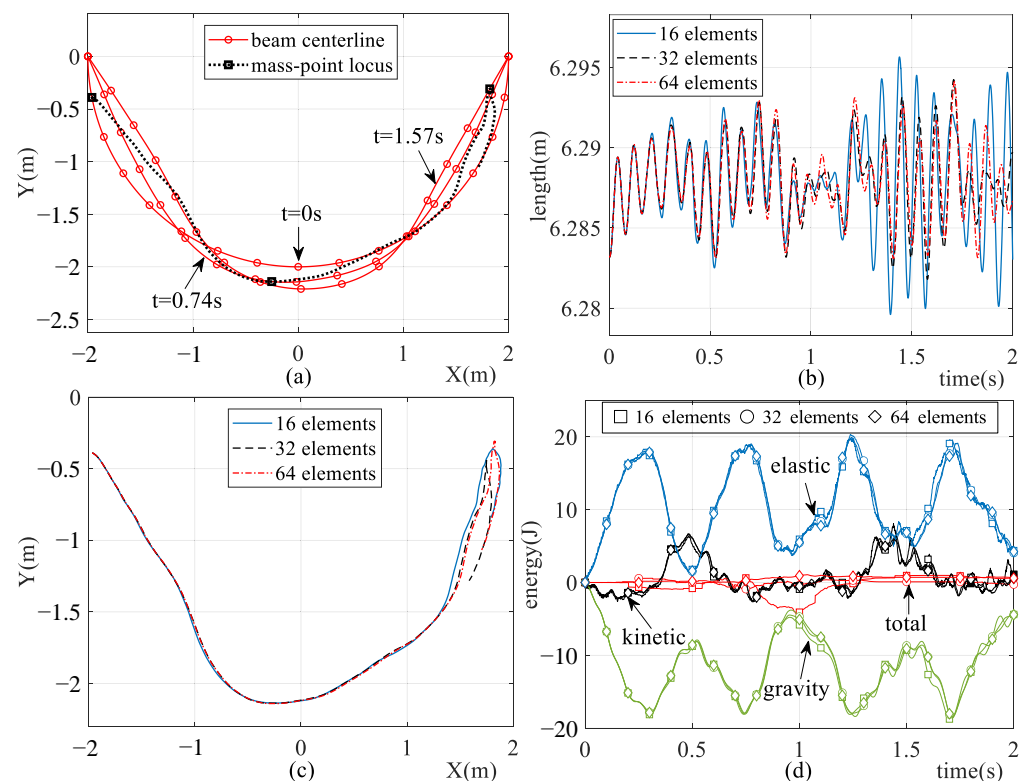 (a)
beam centerline
mass-point locus
t=1.57s
t=0s
t=0.74s
Y(m)
0
−0.5
−1
−1.5
−2
−2.5
−2
−1
0
1
2
X(m)
(b)
16 elements
32 elements
64 elements
length(m)
6.295
6.29
6.285
6.28
0
0.5
1
1.5
2
time(s)
(c)
16 elements
32 elements
64 elements
Y(m)
0
−0.5
−1
−1.5
−2
−2
−1
0
1
2
X(m)
(d)
16 elements
32 elements
64 elements
elastic
kinetic
total
gravity
energy(J)
20
10
0
−10
−20
0
0.5
1
1.5
2
time(s)